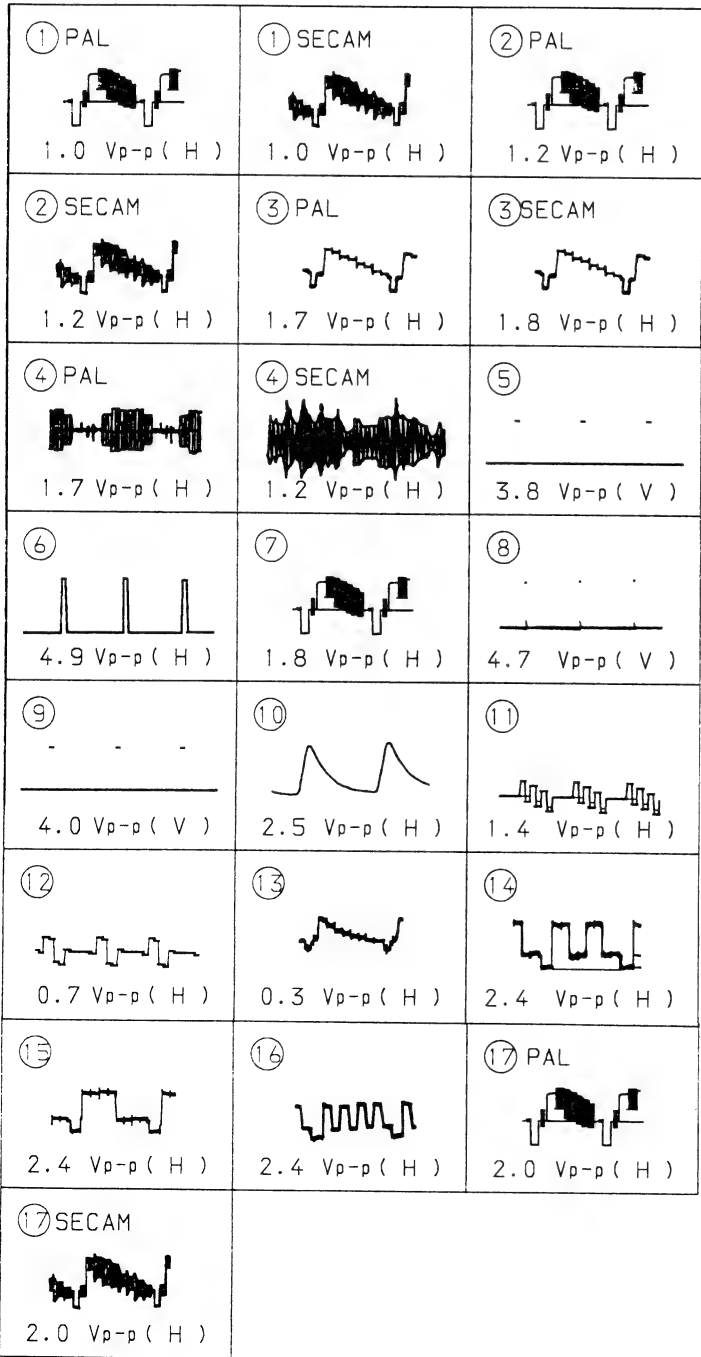 ① PAL
1.0 Vp-p ( H )
① SECAM
1.0 Vp-p ( H )
② PAL
1.2 Vp-p ( H )
② SECAM
1.2 Vp-p ( H )
③ PAL
1.7 Vp-p ( H )
③ SECAM
1.8 Vp-p ( H )
④ PAL
1.7 Vp-p ( H )
④ SECAM
1.2 Vp-p ( H )
⑤
3.8 Vp-p ( V )
⑥
4.9 Vp-p ( H )
⑦
1.8 Vp-p ( H )
⑧
4.7 Vp-p ( V )
⑨
4.0 Vp-p ( V )
⑩
2.5 Vp-p ( H )
⑪
1.4 Vp-p ( H )
⑫
0.7 Vp-p ( H )
⑬
0.3 Vp-p ( H )
⑭
2.4 Vp-p ( H )
⑮
2.4 Vp-p ( H )
⑯
2.4 Vp-p ( H )
⑰ PAL
2.0 Vp-p ( H )
⑰ SECAM
2.0 Vp-p ( H )